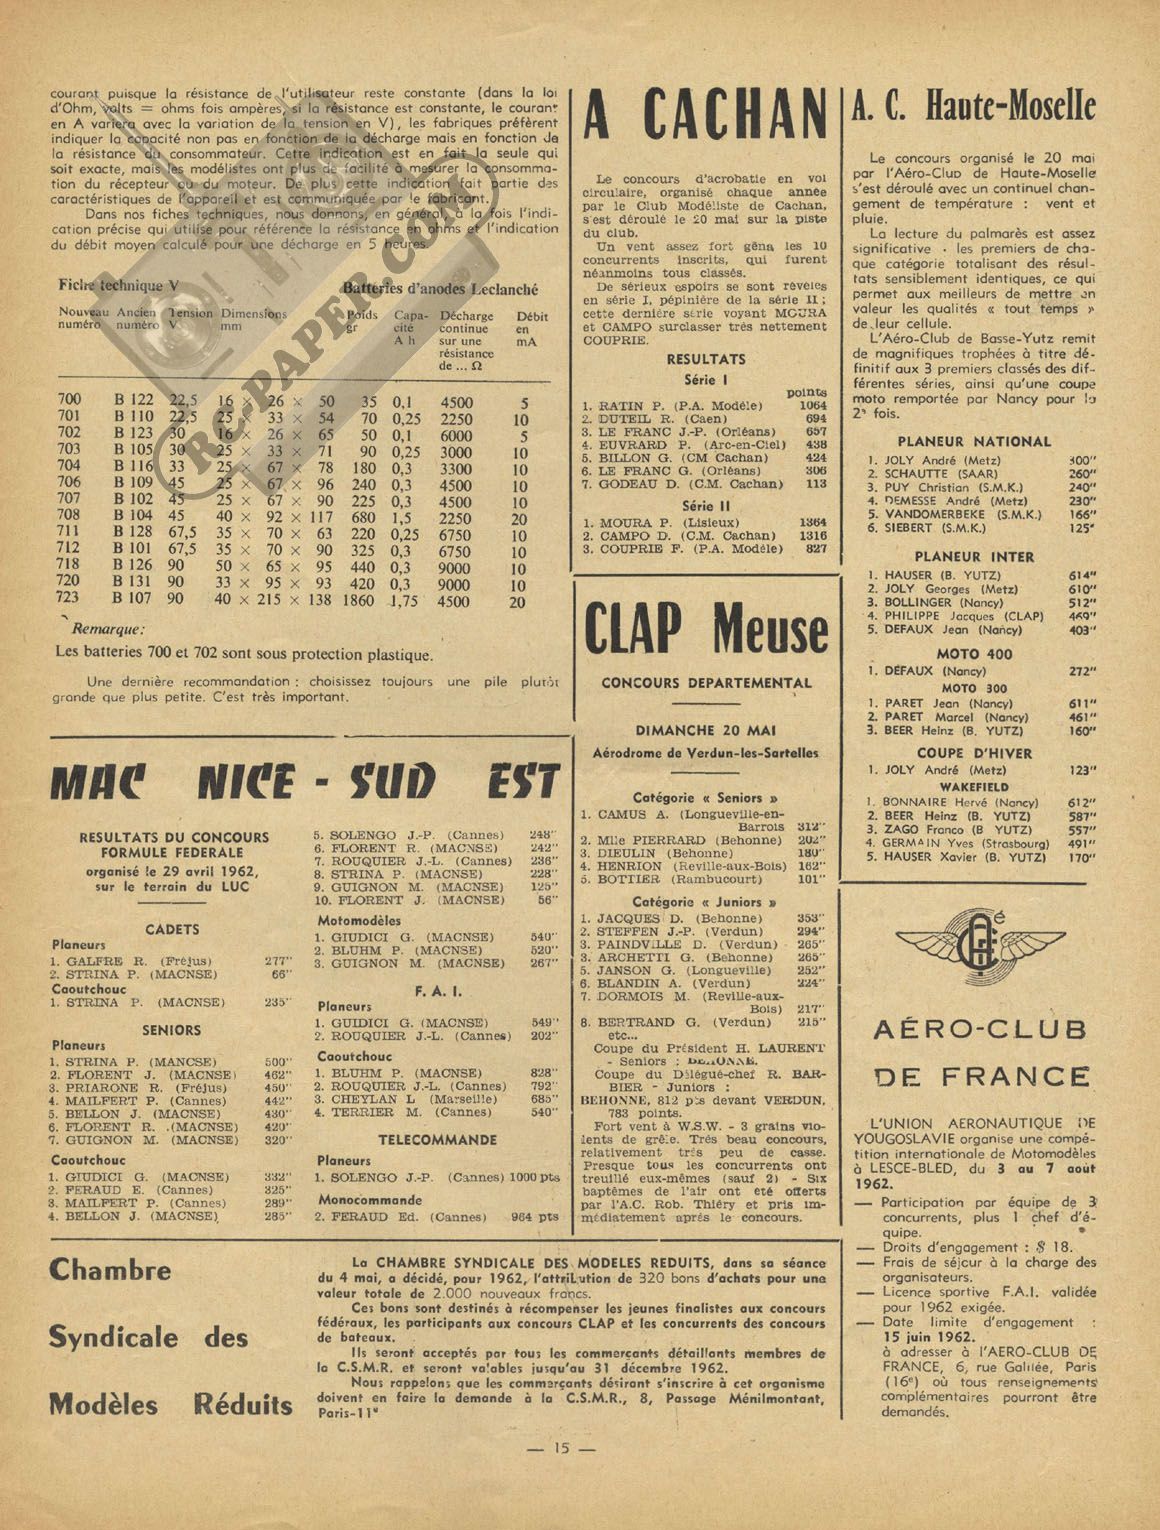 courant puisque la résistance de l'utilisateur reste constante (dans la loi
d'Ohm, volts = ohms fois ampères, si la résistance est constante, le courant
en A variera avec la variation de la tension en V), les fabriques préfèrent
indiquer la capacité non pas en fonction de la décharge mais en fonction de
la résistance du consommateur. Cette indication est en fait la seule qui
soit exacte, mais les modélistes ont plus de facilité à mesurer la consomma-
tion du récepteur ou du moteur. De plus cette indication fait partie des
caractéristiques de l'appareil et est communiquée par le fabricant.
Dans nos fiches techniques, nous donnons, en général, à la fois l'indi-
cation précise qui utilise pour référence la résistance en ohms et l'indication
du débit moyen calculé pour une décharge en 5 heures.
Fiche technique V Batteries d'anodes Leclanché
Nouveau Ancien Tension Dimensions Poids Capa- Décharge Débit
numéro numéro V. mm gr cité continue en
A h sur une mA
résistance
de ... Ω
700 B 122 22,5 16 × 26 × 50 35 0,1 4500 5
701 B 110 22,5 25 × 33 × 54 70 0,25 2250 10
702 B 123 30 16 × 26 × 65 50 0,1 6000 5
703 B 105 30 25 × 33 × 71 90 0,25 3000 10
704 B 116 33 25 × 67 × 78 180 0,3 3300 10
706 B 109 45 25 × 67 × 96 240 0,3 4500 10
707 B 102 45 25 × 67 × 90 225 0,3 4500 10
708 B 104 45 40 × 92 × 117 680 1,5 2250 20
711 B 128 67,5 35 × 70 × 63 220 0,25 6750 10
712 B 101 67,5 35 × 70 × 90 325 0,3 6750 10
718 B 126 90 50 × 65 × 95 440 0,3 9000 10
720 B 131 90 33 × 95 × 93 420 0,3 9000 10
723 B 107 90 40 × 215 × 138 1860 1,75 4500 20
Remarque:
Les batteries 700 et 702 sont sous protection plastique.
Une dernière recommandation : choisissez toujours une pile plutôt
grande que plus petite. C'est très important.
RC-PAPER.COM
A CACHAN
Le concours d'acrobatie en vol
circulaire, organisé chaque année
par le Club Modéliste de Cachan,
s'est déroulé le 20 mai sur la piste
du club.
Un vent assez fort gêna les 10
concurrents inscrits, qui furent
néanmoins tous classés.
De sérieux espoirs se sont révélés
en série I, pépinière de la série II ;
cette dernière série voyant MOURA
et CAMPO surclasser très nettement
COUPRIE.
RESULTATS
Série I
points
1. RATIN P. (P.A. Modèle) 1064
2. DUTEIL R. (Caen) 694
3. LE FRANC J.-P. (Orléans) 657
4. EUVRARD P. (Arc-en-Ciel) 438
5. BILLON G. (CM Cachan) 424
6. LE FRANC G. (Orléans) 306
7. GODEAU D. (C.M. Cachan) 113
Série II
1. MOURA P. (Lisieux) 1364
2. CAMPO D. (C.M. Cachan) 1316
3. COUPRIE F. (P.A. Modèle) 827
A. C. Haute-Moselle
Le concours organisé le 20 mai
par l'Aéro-Club de Haute-Moselle
s'est déroulé avec un continuel chan-
gement de température : vent et
pluie.
La lecture du palmarès est assez
significative : les premiers de cha-
que catégorie totalisant des résul-
tats sensiblement identiques, ce qui
permet aux meilleurs de mettre en
valeur les qualités « tout temps »
de leur cellule.
L'Aéro-Club de Basse-Yutz remit
de magnifiques trophées à titre dé-
finitif aux 3 premiers classés des dif-
férentes séries, ainsi qu'une coupe
moto remportée par Nancy pour la
2e fois.
PLANEUR NATIONAL
1. JOLY André (Metz) 300"
2. SCHAUTTE (SAAR) 260"
3. PUY Christian (S.M.K.) 240"
4. DEMESSE André (Metz) 230"
5. VANDOMERBEKE (S.M.K.) 166"
6. SIEBERT (S.M.K.) 125"
PLANEUR INTER
1. HAUSER (B. YUTZ) 614"
2. JOLY Georges (Metz) 610"
3. BOLLINGER (Nancy) 512"
4. PHILIPPE Jacques (CLAP) 469"
5. DEFAUX Jean (Nancy) 403"
MOTO 400
1. DEFAUX (Nancy) 272"
MOTO 300
1. PARET Jean (Nancy) 611"
2. PARET Marcel (Nancy) 461"
3. BEER Heinz (B. YUTZ) 160"
COUPE D'HIVER
1. JOLY André (Metz) 123"
WAKEFIELD
1. BONNAIRE Hervé (Nancy) 612"
2. BEER Heinz (B. YUTZ) 587"
3. ZAGO Franco (B YUTZ) 557"
4. GERMAIN Yves (Strasbourg) 491"
5. HAUSER Xavier (B. YUTZ) 170"
CLAP Meuse
CONCOURS DEPARTEMENTAL
DIMANCHE 20 MAI
Aérodrome de Verdun-les-Sartelles
Catégorie « Seniors »
1. CAMUS A. (Longueville-en-
Barrois 312"
2. Mlle PIERRARD (Behonne) 202"
3. DIEULIN (Behonne) 180"
4. HENRION (Reville-aux-Bois) 162"
5. BOTTIER (Rambucourt) 101"
Catégorie « Juniors »
1. JACQUES D. (Behonne) 353"
2. STEFFEN J.-P. (Verdun) 294"
3. PAINDVILLE D. (Verdun) 265"
3. ARCHETTI G. (Behonne) 265"
5. JANSON G. (Longueville) 252"
6. BLANDIN A. (Verdun) 224"
7. DORMOIS M. (Reville-aux-
Bois) 217"
8. BERTRAND G. (Verdun) 215"
etc...
Coupe du Président H. LAURENT
- Seniors : BEHONNE.
Coupe du Délégué-chef R. BAR-
BIER - Juniors :
BEHONNE, 812 pts devant VERDUN,
783 points.
Fort vent à W.S.W. - 3 grains vio-
lents de grêle. Très beau concours,
relativement très peu de casse.
Presque tous les concurrents ont
treuillé eux-mêmes (sauf 2) - Six
baptêmes de l'air ont été offerts
par l'A.C. Rob. Thiéry et pris im-
médiatement après le concours.
MAC NICE - SUD EST
RESULTATS DU CONCOURS
FORMULE FEDERALE
organisé le 29 avril 1962,
sur le terrain du LUC
CADETS
Planeurs
1. GALFRE R. (Fréjus) 277"
2. STRINA P. (MACNSE) 66"
Caoutchouc
1. STRINA P. (MACNSE) 235"
SENIORS
Planeurs
1. STRINA P. (MANCSE) 500"
2. FLORENT J. (MACNSE) 462"
3. PRIARONE R. (Fréjus) 450"
4. MAILFERT P. (Cannes) 442"
5. BELLON J. (MACNSE) 430"
6. FLORENT R. (MACNSE) 420"
7. GUIGNON M. (MACNSE) 320"
Caoutchouc
1. GIUDICI G. (MACNSE) 332"
2. FERAUD E. (Cannes) 325"
3. MAILFERT P. (Cannes) 289"
4. BELLON J. (MACNSE) 285"
5. SOLENGO J.-P. (Cannes) 248"
6. FLORENT R. (MACNSE) 242"
7. ROUQUIER J.-L. (Cannes) 236"
8. STRINA P. (MACNSE) 228"
9. GUIGNON M. (MACNSE) 125"
10. FLORENT J. (MACNSE) 56"
Motomodèles
1. GIUDICI G. (MACNSE) 540"
2. BLUHM P. (MACNSE) 520"
3. GUIGNON M. (MACNSE) 267"
F. A. I.
Planeurs
1. GUIDICI G. (MACNSE) 549"
2. ROUQUIER J.-L. (Cannes) 202"
Caoutchouc
1. BLUHM P. (MACNSE) 828"
2. ROUQUIER J.-L. (Cannes) 792"
3. CHEYLAN L (Marseille) 685"
4. TERRIER M. (Cannes) 540"
TELECOMMANDE
Planeurs
1. SOLENGO J.-P. (Cannes) 1000 pts
Monocommande
2. FERAUD Ed. (Cannes) 964 pts
Chambre
Syndicale des
Modèles Réduits
La CHAMBRE SYNDICALE DES MODELES REDUITS, dans sa séance
du 4 mai, a décidé, pour 1962, l'attribution de 320 bons d'achats pour une
valeur totale de 2.000 nouveaux francs.
Ces bons sont destinés à récompenser les jeunes finalistes aux concours
fédéraux, les participants aux concours CLAP et les concurrents des concours
de bateaux.
Ils seront acceptés par tous les commerçants détaillants membres de
la C.S.M.R. et seront valables jusqu'au 31 décembre 1962.
Nous rappelons que les commerçants désirant s'inscrire à cet organisme
doivent en faire la demande à la C.S.M.R., 8, Passage Ménilmontant,
Paris-11e
AÉRO-CLUB
DE FRANCE
L'UNION AERONAUTIQUE DE
YOUGOSLAVIE organise une compé-
tition internationale de Motomodèles
à LESCE-BLED, du 3 au 7 août
1962.
— Participation par équipe de 3
concurrents, plus 1 chef d'é-
quipe.
— Droits d'engagement : $ 18.
— Frais de séjour à la charge des
organisateurs.
— Licence sportive F.A.I. validée
pour 1962 exigée.
— Date limite d'engagement :
15 juin 1962.
à adresser à l'AERO-CLUB DE
FRANCE, 6, rue Galilée, Paris
(16e) où tous renseignements
complémentaires pourront être
demandés.
— 15 —